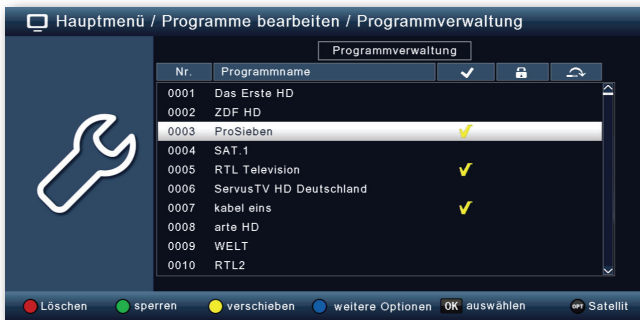 Hauptmenü / Programme bearbeiten / Programmverwaltung
Programmverwaltung
Nr. Programmname
0001 Das Erste HD
0002 ZDF HD
0003 ProSieben
0004 SAT.1
0005 RTL Television
0006 ServusTV HD Deutschland
0007 kabel eins
0008 arte HD
0009 WELT
0010 RTL2
Löschen sperren verschieben weitere Optionen OK auswählen OPT Satellit